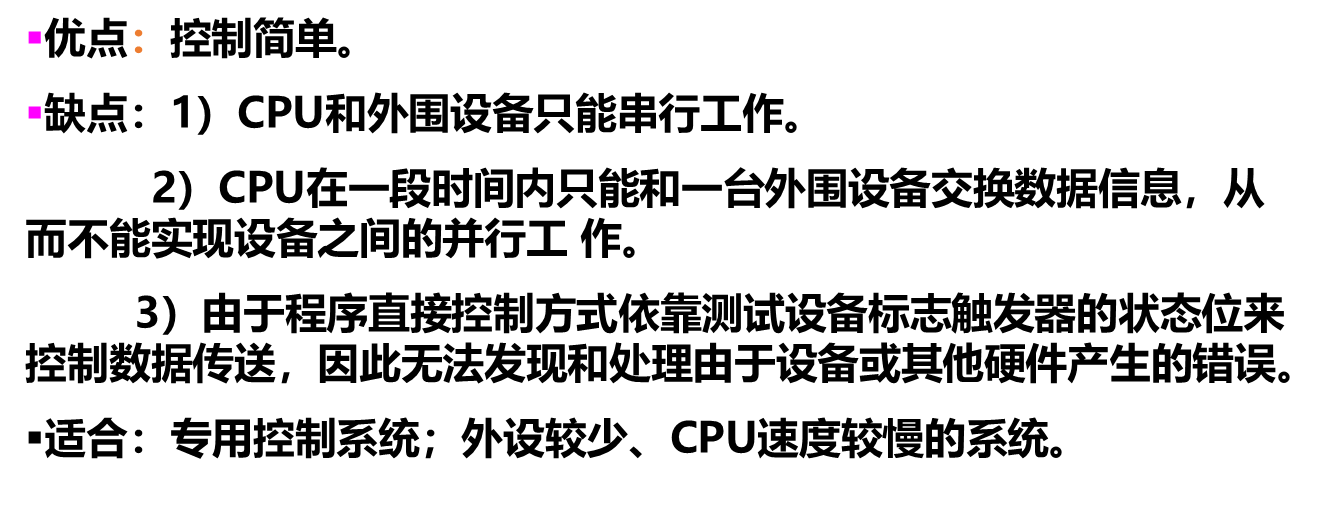 ▪优点：控制简单。
▪缺点：1）CPU和外围设备只能串行工作。
2）CPU在一段时间内只能和一台外围设备交换数据信息，从
而不能实现设备之间的并行工 作。
3）由于程序直接控制方式依靠测试设备标志触发器的状态位来
控制数据传送，因此无法发现和处理由于设备或其他硬件产生的错误。
▪适合：专用控制系统；外设较少、CPU速度较慢的系统。